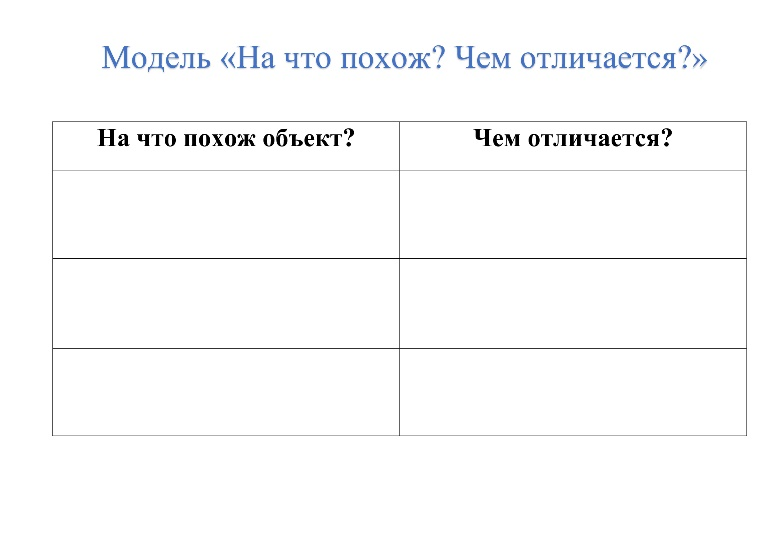 Модель «На что похож? Чем отличается?»
На что похож объект?
Чем отличается?